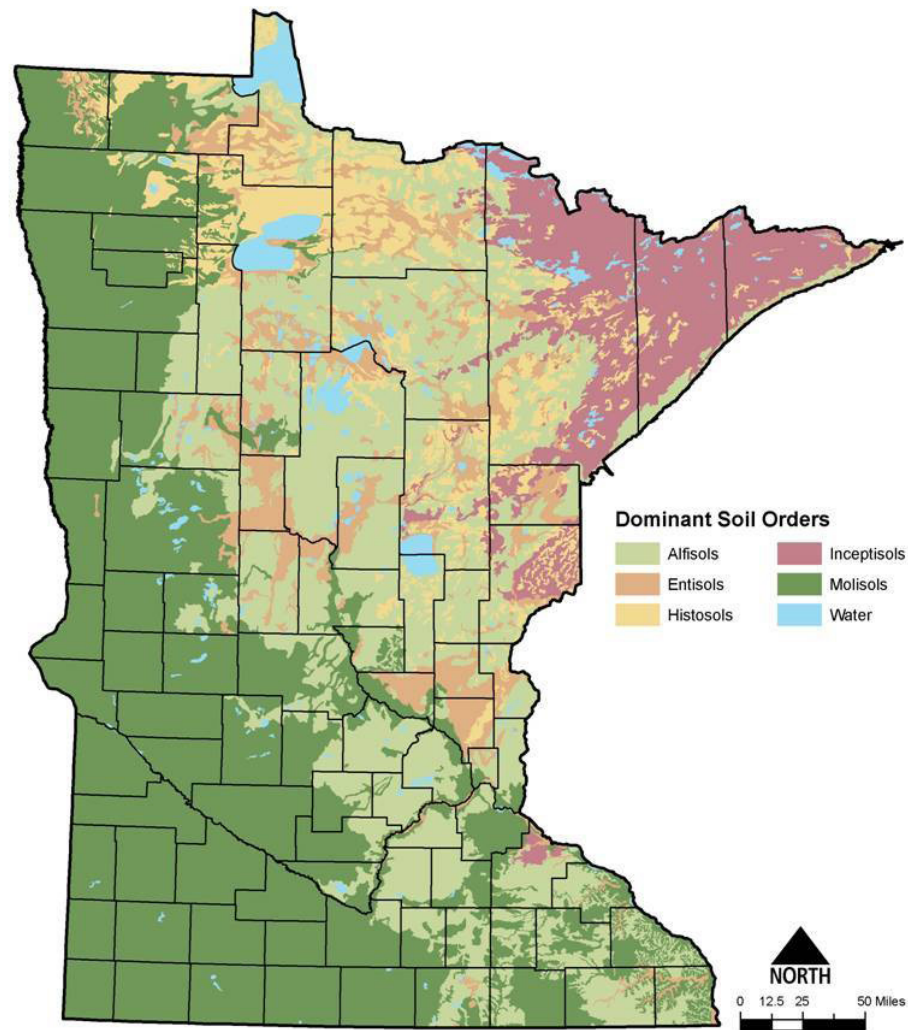 Dominant Soil Orders
Alfisols
Inceptisols
Entisols
Molisols
Histosols
Water
NORTH
0 12.5 25 50 Miles